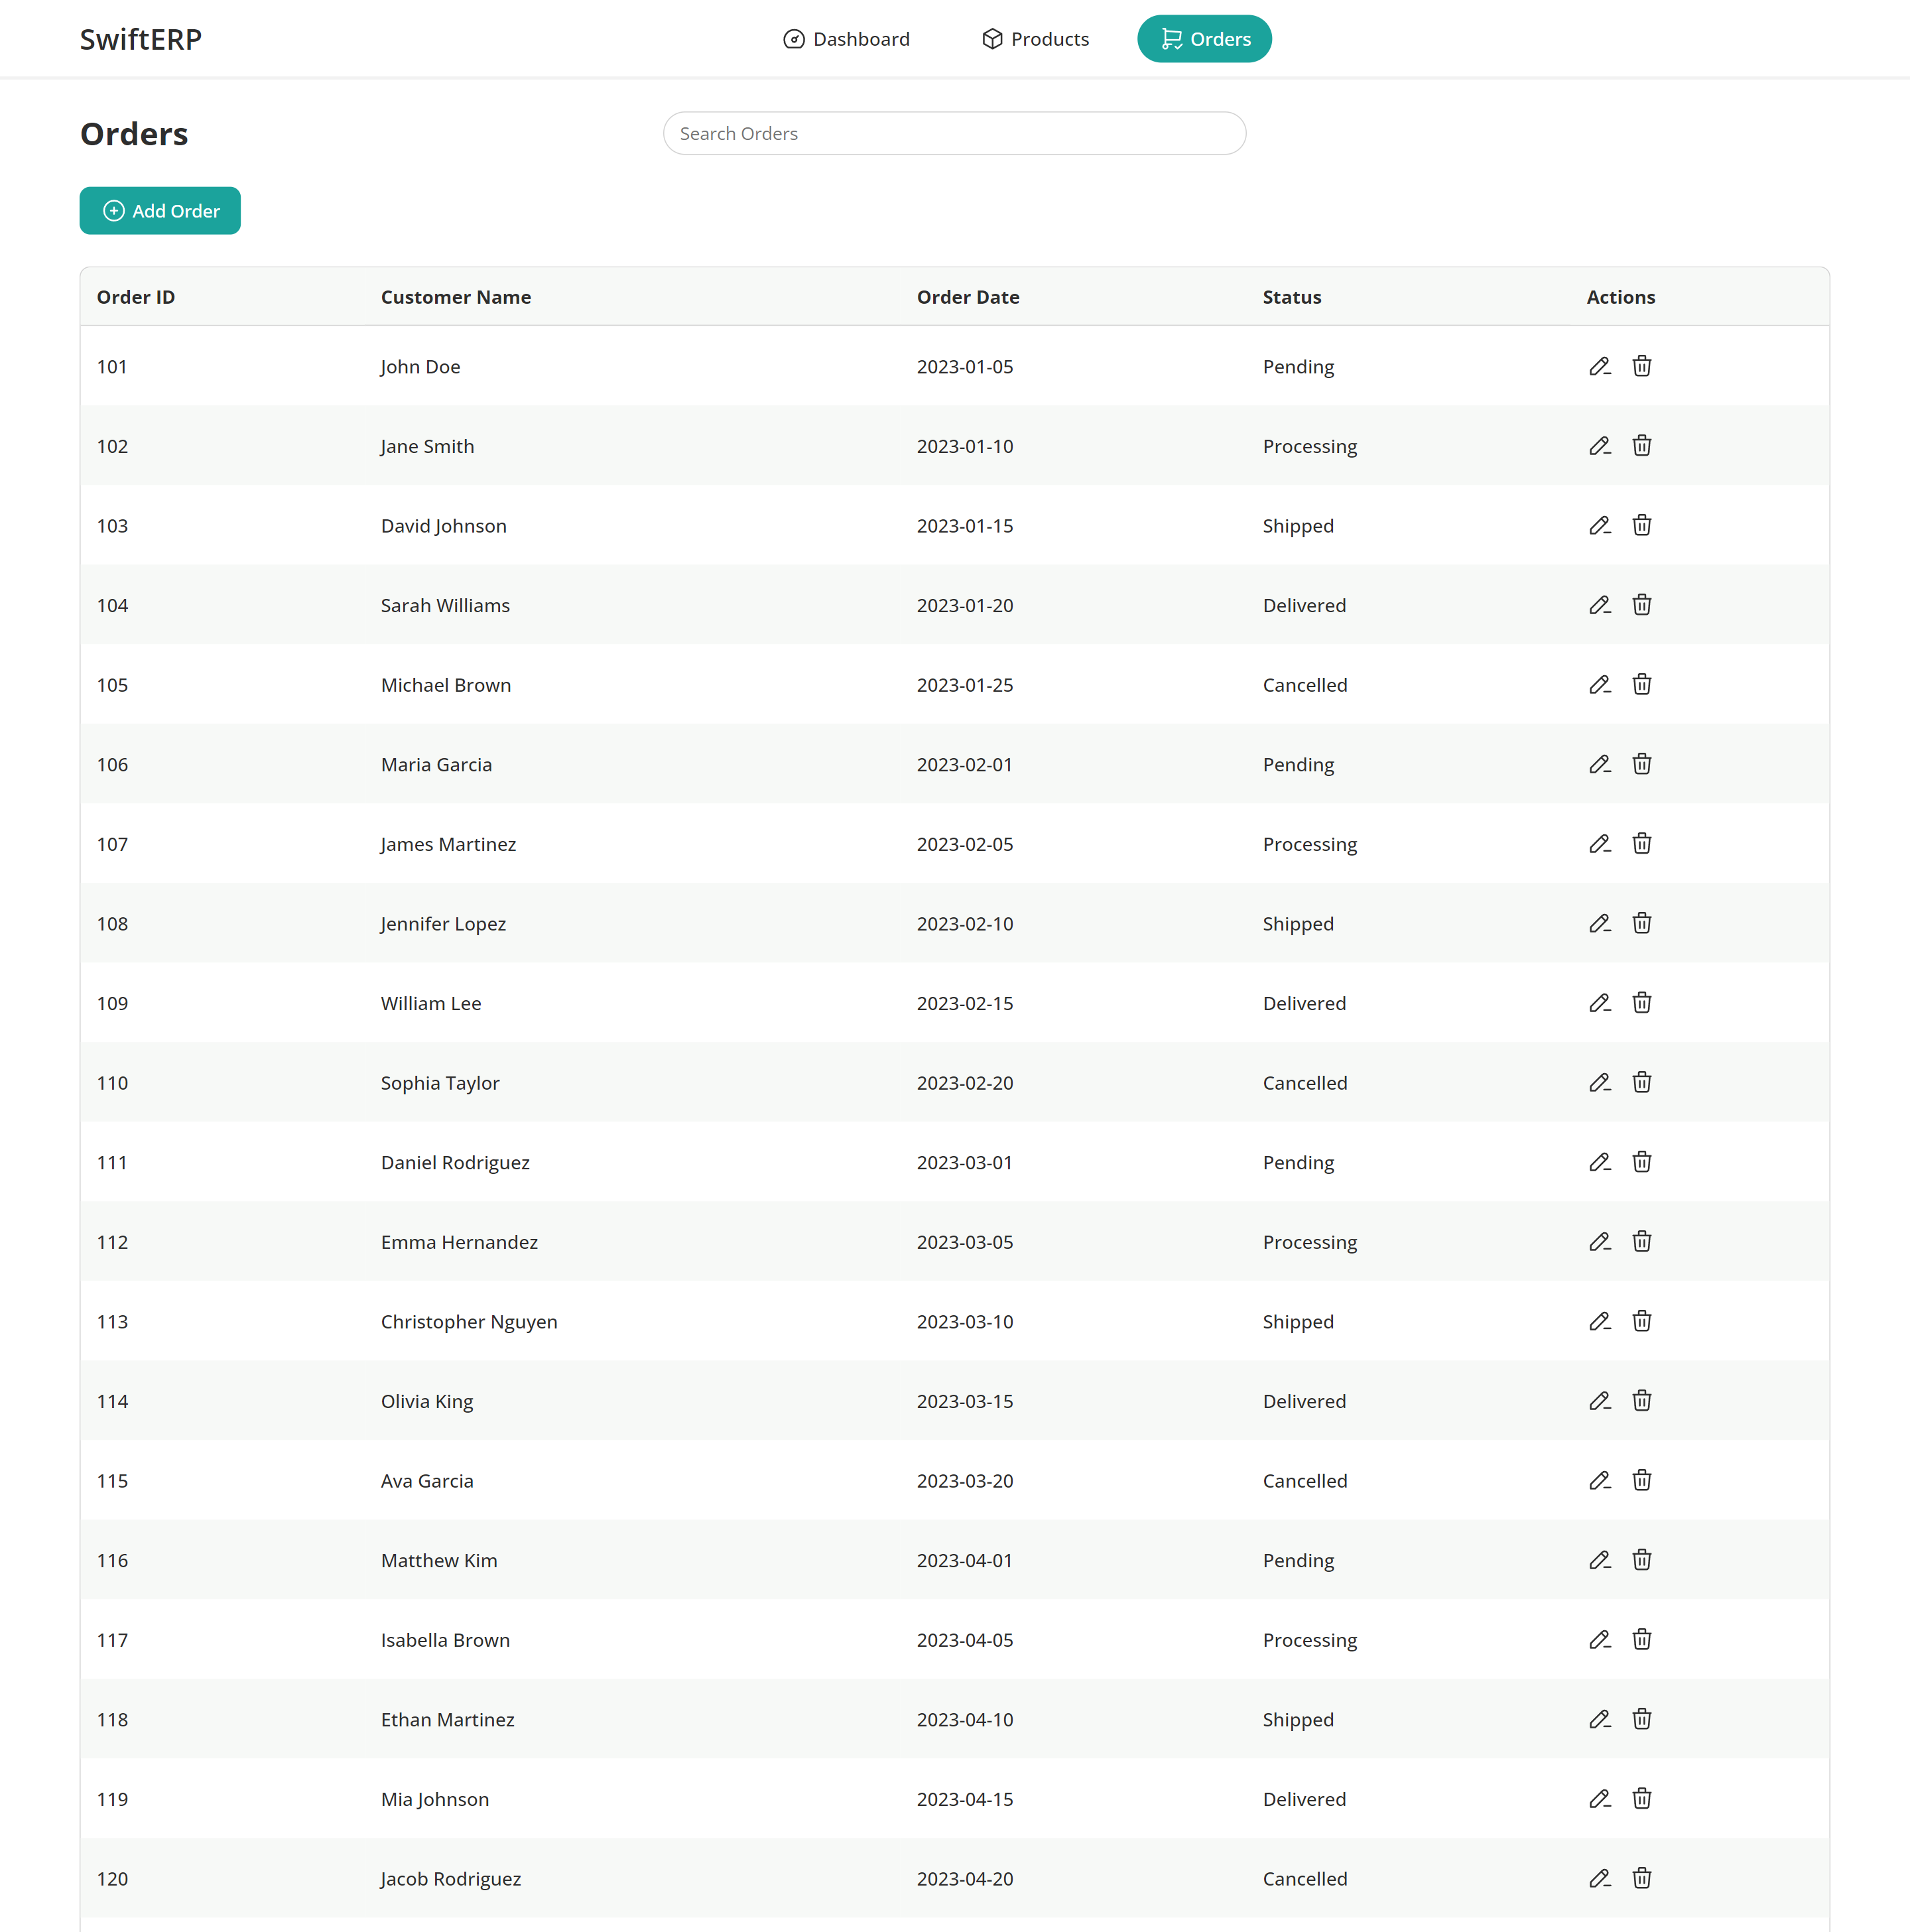 SwiftERP Dashboard Products Orders
Orders Search Orders
Add Order
Order ID Customer Name Order Date Status Actions
101 John Doe 2023-01-05 Pending
102 Jane Smith 2023-01-10 Processing
103 David Johnson 2023-01-15 Shipped
104 Sarah Williams 2023-01-20 Delivered
105 Michael Brown 2023-01-25 Cancelled
106 Maria Garcia 2023-02-01 Pending
107 James Martinez 2023-02-05 Processing
108 Jennifer Lopez 2023-02-10 Shipped
109 William Lee 2023-02-15 Delivered
110 Sophia Taylor 2023-02-20 Cancelled
111 Daniel Rodriguez 2023-03-01 Pending
112 Emma Hernandez 2023-03-05 Processing
113 Christopher Nguyen 2023-03-10 Shipped
114 Olivia King 2023-03-15 Delivered
115 Ava Garcia 2023-03-20 Cancelled
116 Matthew Kim 2023-04-01 Pending
117 Isabella Brown 2023-04-05 Processing
118 Ethan Martinez 2023-04-10 Shipped
119 Mia Johnson 2023-04-15 Delivered
120 Jacob Rodriguez 2023-04-20 Cancelled